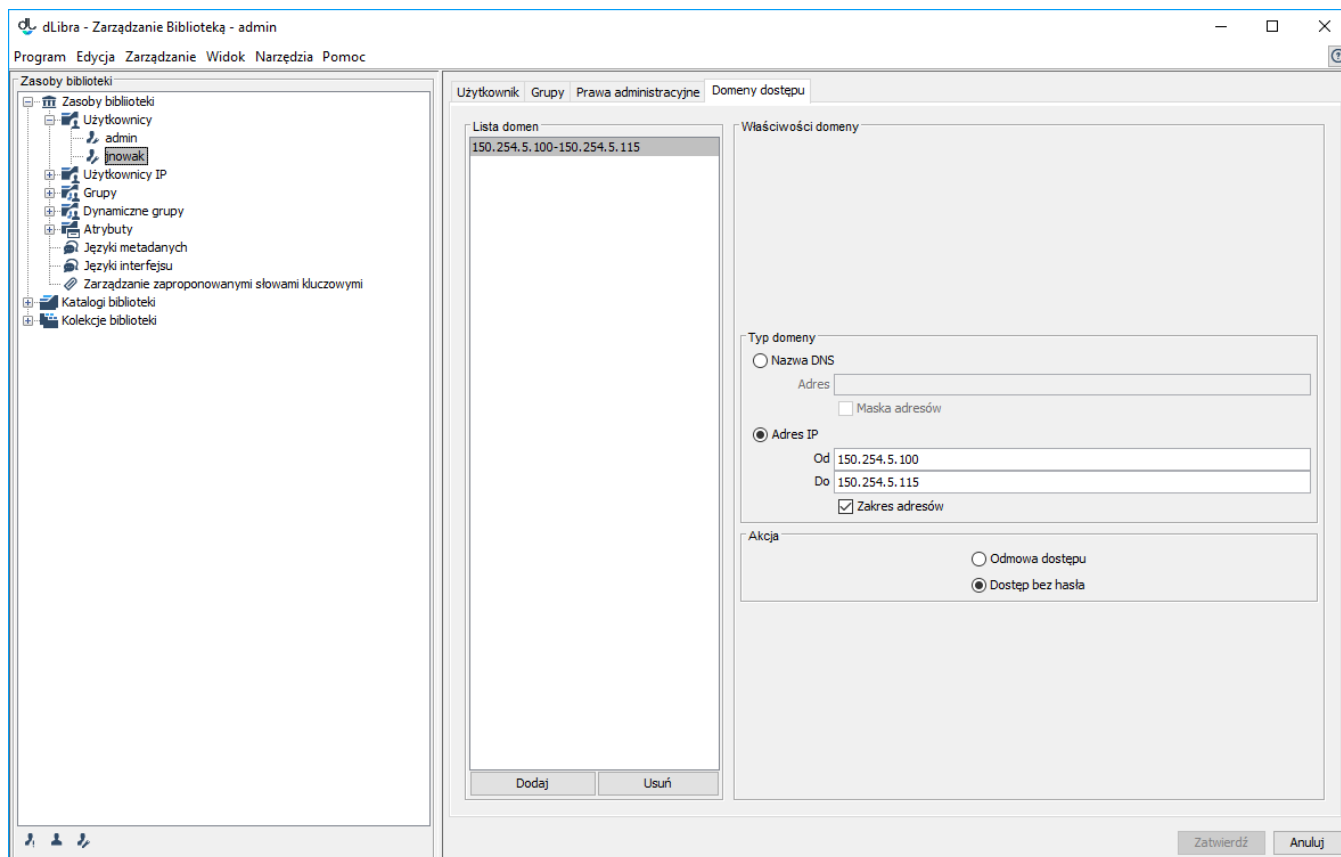 dLibra - Zarządzanie Biblioteką - admin
Program Edycja Zarządzanie Widok Narzędzia Pomoc
Zasoby biblioteki
Zasoby biblioteki
Użytkownicy
admin
jnowak
Użytkownicy IP
Grupy
Dynamiczne grupy
Atrybuty
Języki metadanych
Języki interfejsu
Zarządzanie zaproponowanymi słowami kluczowymi
Katalogi biblioteki
Kolekcje biblioteki
Użytkownik Grupy Prawa administracyjne Domeny dostępu
Lista domen
150.254.5.100-150.254.5.115
Dodaj Usuń
Właściwości domeny
Typ domeny
Nazwa DNS
Adres
Maska adresów
Adres IP
Od 150.254.5.100
Do 150.254.5.115
Zakres adresów
Akcja
Odmowa dostępu
Dostęp bez hasła
Zatwierdź Anuluj